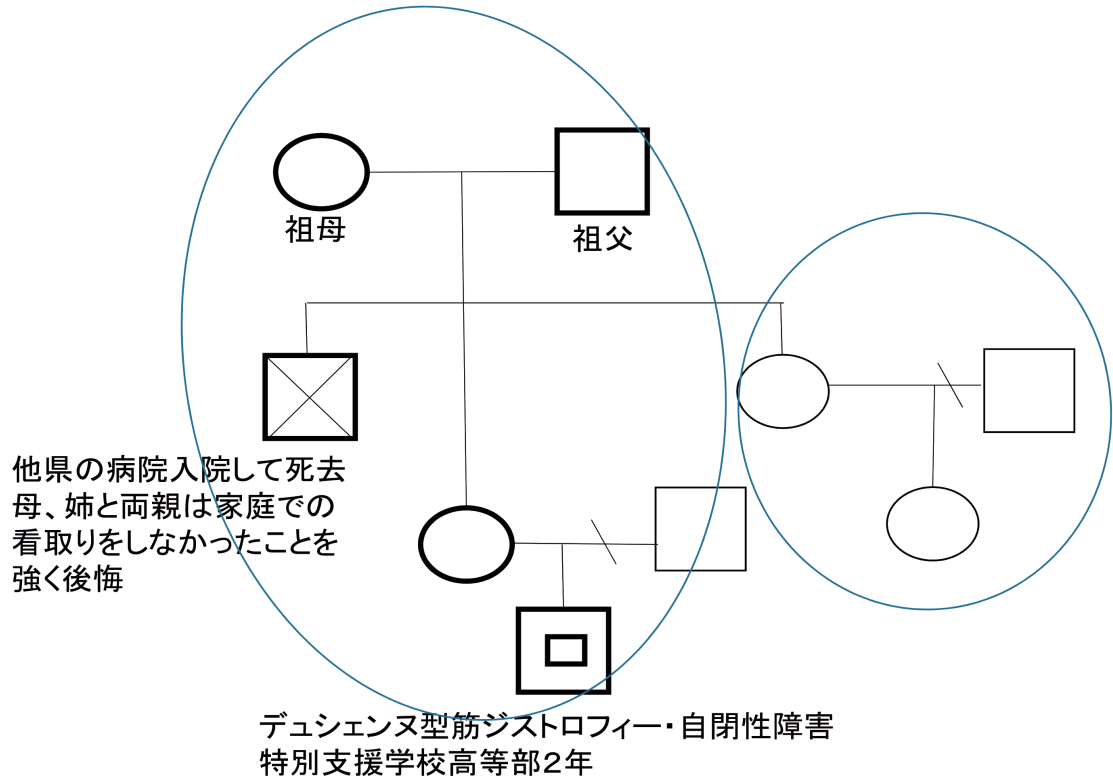 祖母
祖父
他県の病院入院して死去
母、姉と両親は家庭での
看取りをしなかったことを
強く後悔
デュシェンヌ型筋ジストロフィー・自閉性障害
特別支援学校高等部2年